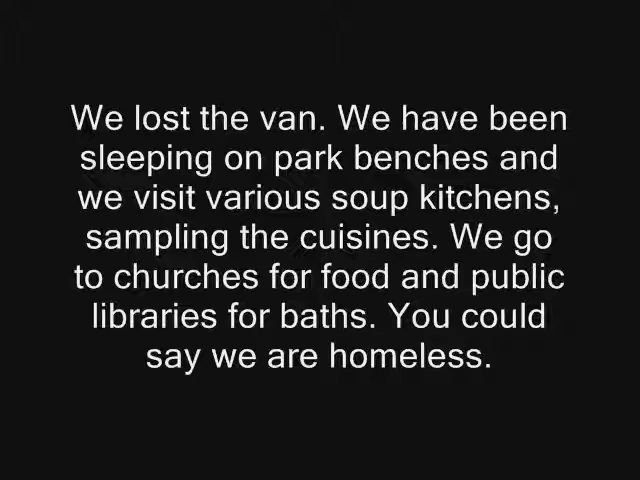 We lost the van. We have been
sleeping on park benches and
we visit various soup kitchens,
sampling the cuisines. We go
to churches for food and public
libraries for baths. You could
say we are homeless.